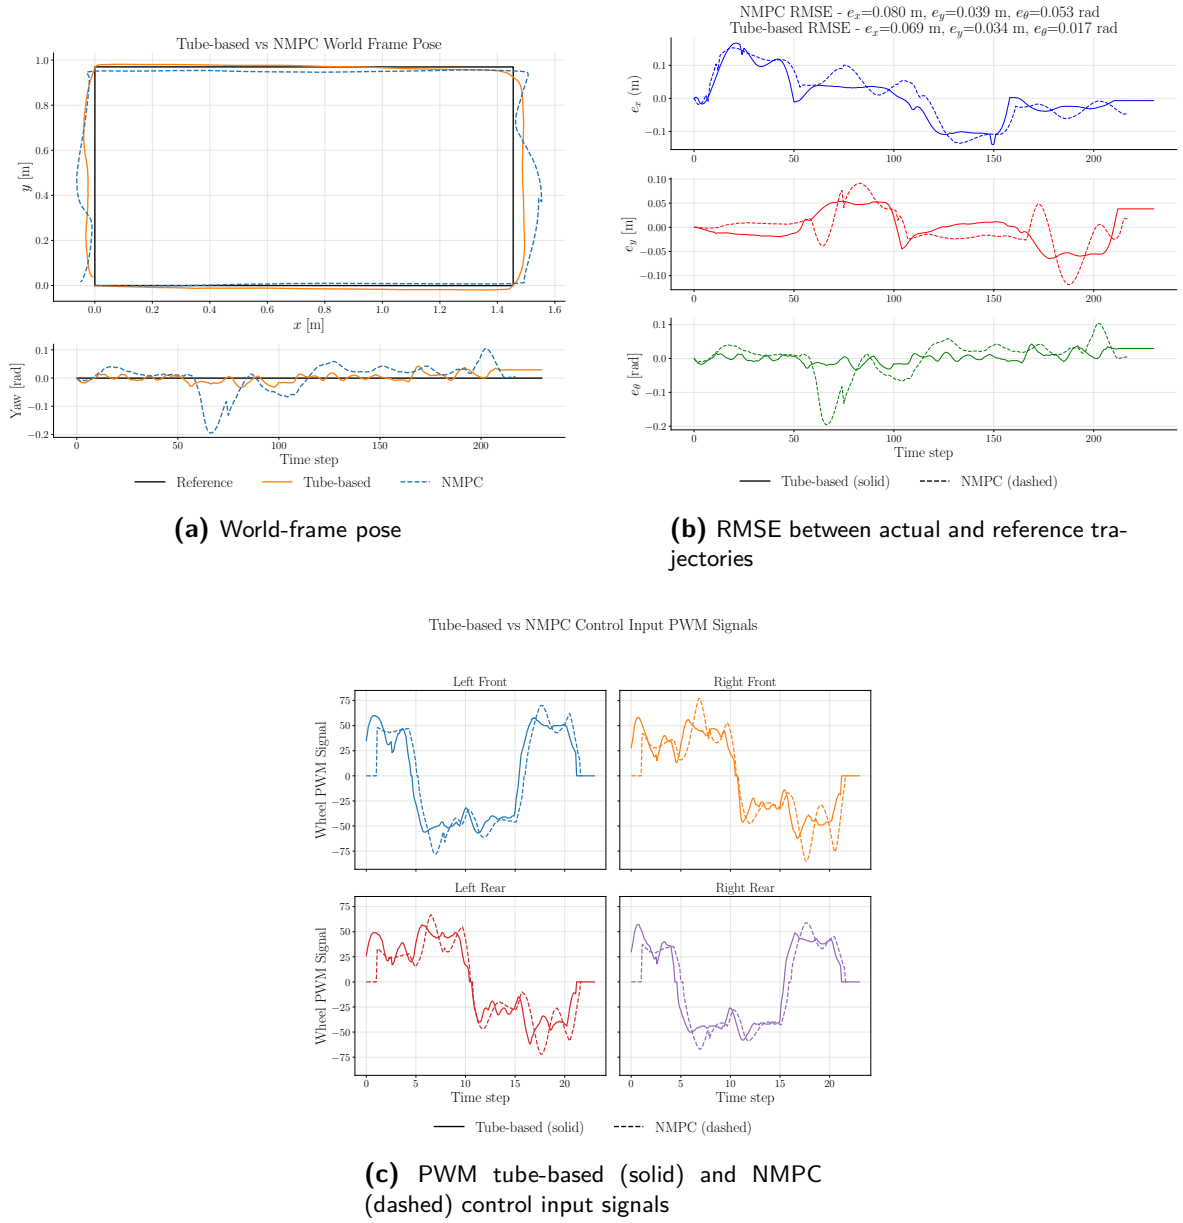 Tube-based vs NMPC World Frame Pose
1.0
0.8
0.6
0.4
0.2
0.0
y [m]
0.0 0.2 0.4 0.6 0.8 1.0 1.2 1.4 1.6
x [m]
0.1
0.0
−0.1
−0.2
Yaw [rad]
0 50 100 150 200
Time step
Reference Tube-based NMPC
(a) World-frame pose
NMPC RMSE - eₓ=0.080 m, e_y=0.039 m, e_θ=0.053 rad
Tube-based RMSE - eₓ=0.069 m, e_y=0.034 m, e_θ=0.017 rad
0.1
0.0
−0.1
eₓ (m)
0 50 100 150 200
0.10
0.05
0.00
−0.05
−0.10
e_y [m]
0 50 100 150 200
0.1
0.0
−0.1
−0.2
e_θ [rad]
0 50 100 150 200
Time step
Tube-based (solid) NMPC (dashed)
(b) RMSE between actual and reference tra-
jectories
Tube-based vs NMPC Control Input PWM Signals
Left Front
75
50
25
0
−25
−50
−75
Wheel PWM Signal
Right Front
Left Rear
75
50
25
0
−25
−50
−75
Wheel PWM Signal
0 5 10 15 20
Time step
Right Rear
0 5 10 15 20
Time step
Tube-based (solid) NMPC (dashed)
(c) PWM tube-based (solid) and NMPC
(dashed) control input signals